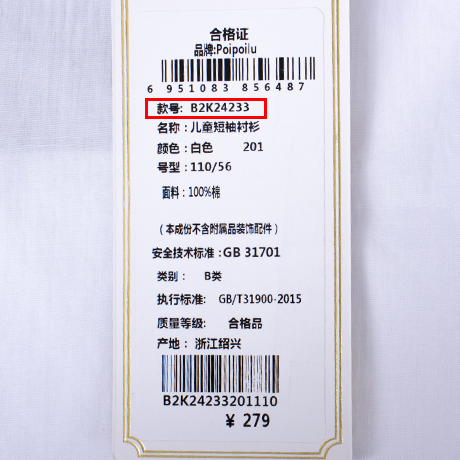 合格证
品牌:Poipoilu
6 951083 856487
款号: B2K24233
名称:儿童短袖衬衫
颜色:白色 201
号型:110/56
面料:100%棉
(本成份不含附属品装饰配件)
安全技术标准:GB 31701
类别: B类
执行标准: GB/T31900-2015
质量等级: 合格品
产地: 浙江绍兴
B2K24233201110
¥ 279